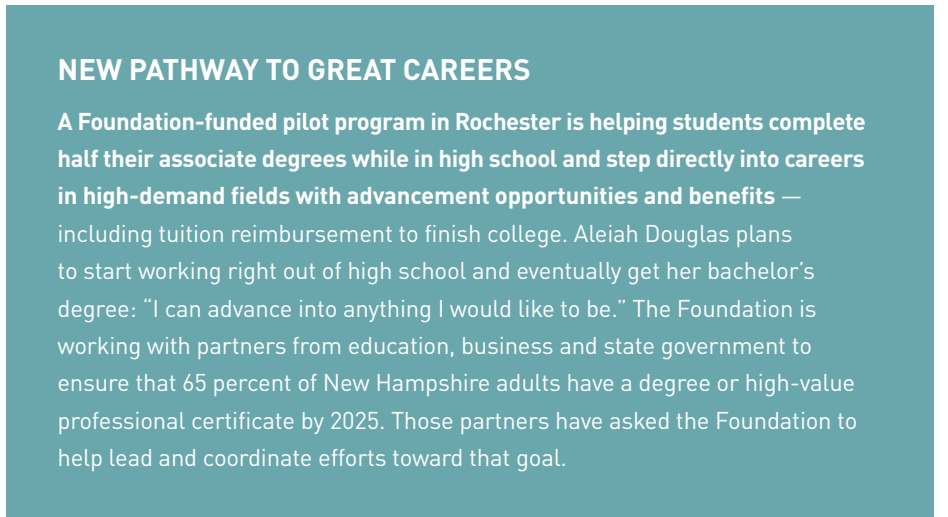 NEW PATHWAY TO GREAT CAREERS
A Foundation-funded pilot program in Rochester is helping students complete
half their associate degrees while in high school and step directly into careers
in high-demand fields with advancement opportunities and benefits —
including tuition reimbursement to finish college. Aleiah Douglas plans
to start working right out of high school and eventually get her bachelor’s
degree: “I can advance into anything I would like to be.” The Foundation is
working with partners from education, business and state government to
ensure that 65 percent of New Hampshire adults have a degree or high-value
professional certificate by 2025. Those partners have asked the Foundation to
help lead and coordinate efforts toward that goal.